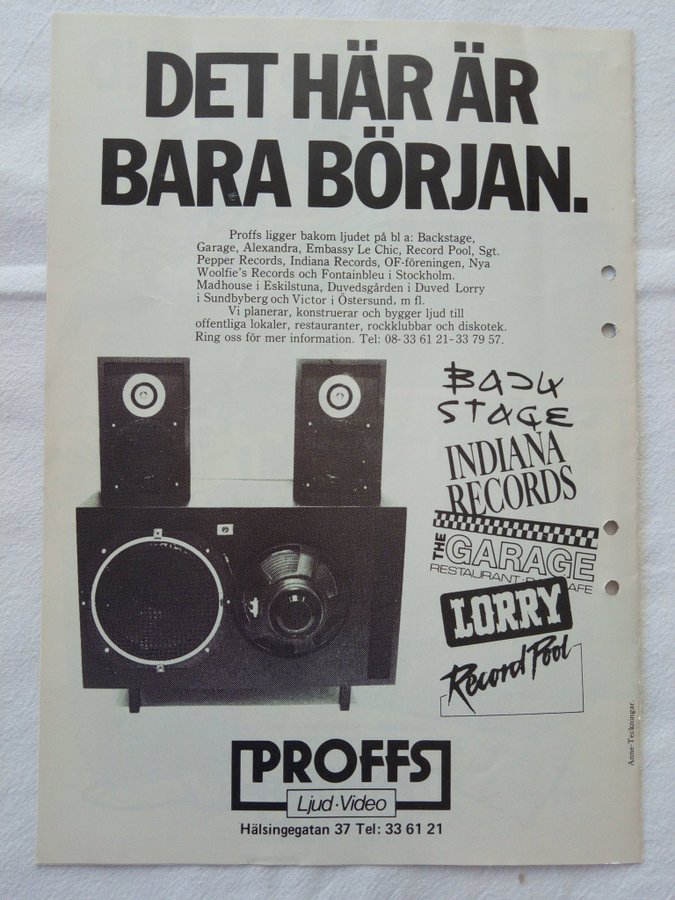 DET HÄR ÄR
BARA BÖRJAN.
Proffs ligger bakom ljudet på bl a: Backstage,
Garage, Alexandra, Embassy Le Chic, Record Pool, Sgt.
Pepper Records, Indiana Records, OF-föreningen, Nya
Woolfie's Records och Fontainbleu i Stockholm.
Madhouse i Eskilstuna, Duvedsgården i Duved Lorry
i Sundbyberg och Victor i Östersund, m fl.
Vi planerar, konstruerar och bygger ljud till
offentliga lokaler, restauranter, rockklubbar och diskotek.
Ring oss för mer information. Tel: 08-33 61 21-33 79 57.
BACK
STAGE
INDIANA
RECORDS
THE GARAGE
RESTAURANT
LORRY
Record Pool
Anne-Teckningar.
PROFFS
Ljud·Video
Hälsingegatan 37 Tel: 33 61 21